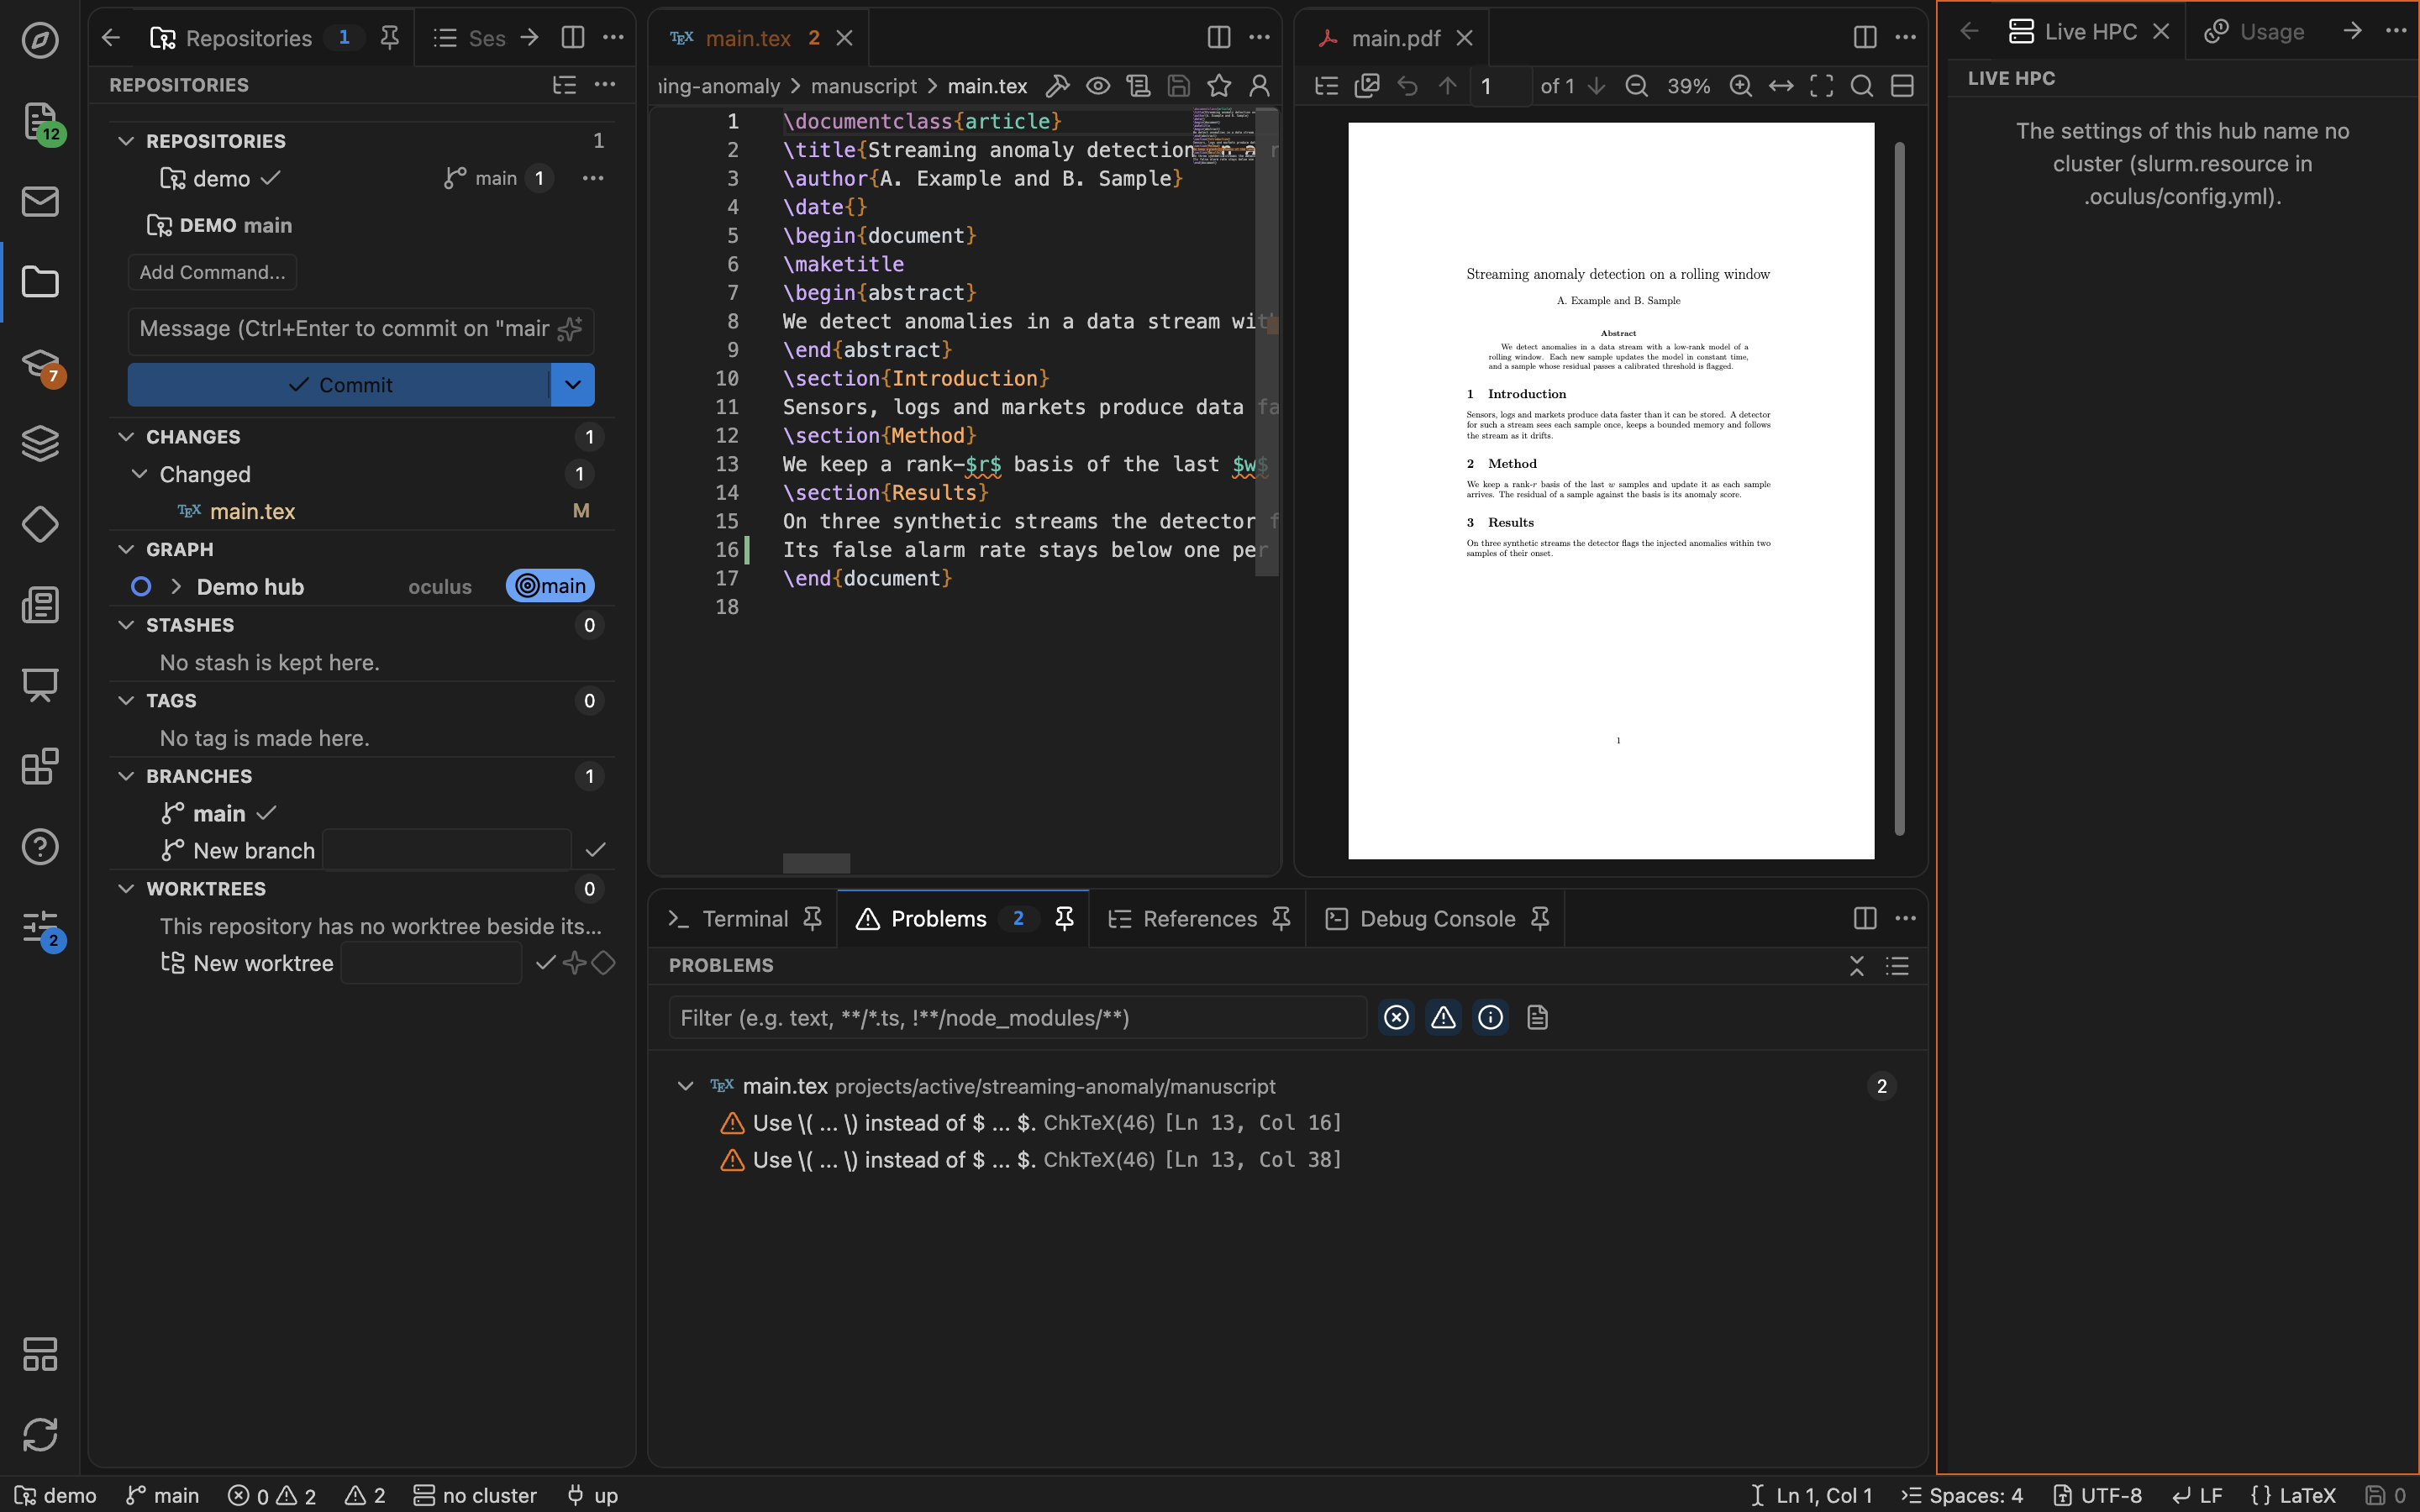 Repositories 1
Ses
REPOSITORIES
REPOSITORIES 1
demo main 1
DEMO main
Add Command...
Message (Ctrl+Enter to commit on "mair
Commit
CHANGES 1
Changed 1
TEX main.tex M
GRAPH
Demo hub oculus main
STASHES 0
No stash is kept here.
TAGS 0
No tag is made here.
BRANCHES 1
main
New branch
WORKTREES 0
This repository has no worktree beside its...
New worktree
12
7
2
TEX main.tex 2
ning-anomaly > manuscript > main.tex
1 \documentclass{article}
2 \title{Streaming anomaly detection on a r
3 \author{A. Example and B. Sample}
4 \date{}
5 \begin{document}
6 \maketitle
7 \begin{abstract}
8 We detect anomalies in a data stream with
9 \end{abstract}
10 \section{Introduction}
11 Sensors, logs and markets produce data fa
12 \section{Method}
13 We keep a rank-$r$ basis of the last $w$
14 \section{Results}
15 On three synthetic streams the detector f
16 Its false alarm rate stays below one per
17 \end{document}
18
main.pdf
1 of 1 39%
Streaming anomaly detection on a rolling window
A. Example and B. Sample
Abstract
We detect anomalies in a data stream with a low-rank model of a
rolling window. Each new sample updates the model in constant time,
and a sample whose residual passes a calibrated threshold is flagged.
1 Introduction
Sensors, logs and markets produce data faster than it can be stored. A detector
for such a stream sees each sample once, keeps a bounded memory and follows
the stream as it drifts.
2 Method
We keep a rank-r basis of the last w samples and update it as each sample
arrives. The residual of a sample against the basis is its anomaly score.
3 Results
On three synthetic streams the detector flags the injected anomalies within two
samples of their onset.
1
Terminal
Problems 2
References
Debug Console
PROBLEMS
Filter (e.g. text, **/*.ts, !**/node_modules/**)
TEX main.tex projects/active/streaming-anomaly/manuscript 2
Use \( ... \) instead of $ ... $. ChkTeX(46) [Ln 13, Col 16]
Use \( ... \) instead of $ ... $. ChkTeX(46) [Ln 13, Col 38]
Live HPC
Usage
LIVE HPC
The settings of this hub name no
cluster (slurm.resource in
.oculus/config.yml).
demo main 0 2 2 no cluster up
Ln 1, Col 1 Spaces: 4 UTF-8 LF {} LaTeX 0